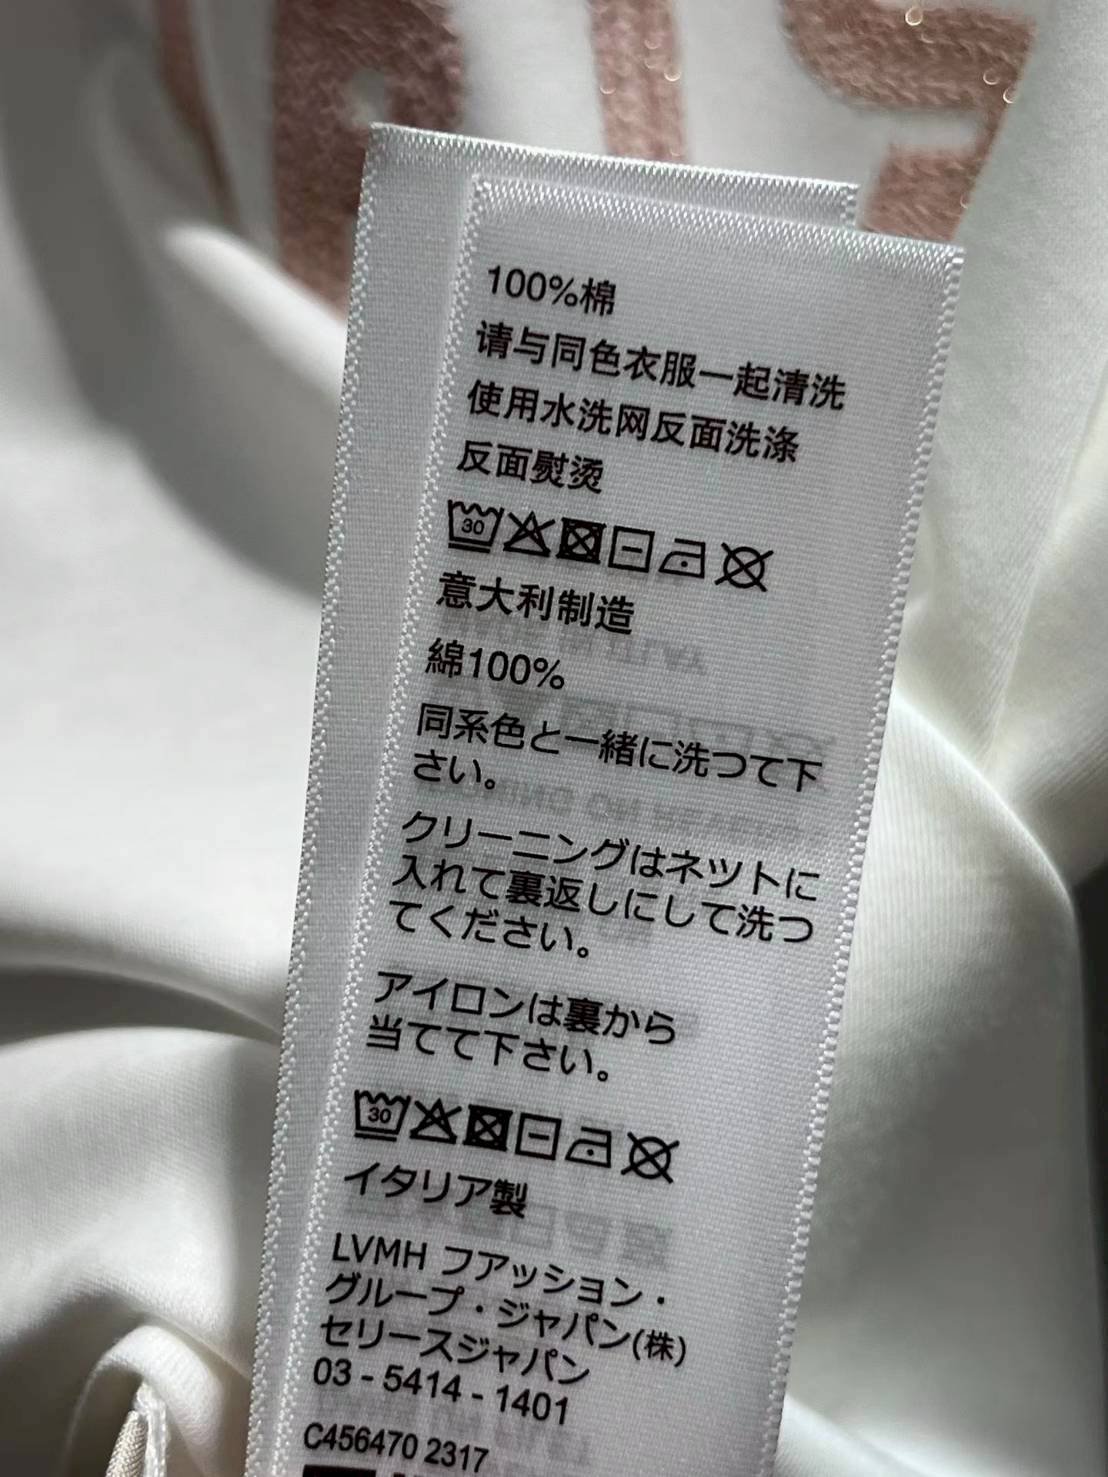 100%棉
请与同色衣服一起清洗
使用水洗网反面洗涤
反面熨烫
30
意大利制造
綿100%
同系色と一緒に洗つて下
さい。
クリーニングはネツトに
入れて裏返しにして洗つ
てください。
アイロンは裏から
当てて下さい。
30
イタリア製
LVMH フアッション・
グループ・ジャパン(株)
セリースジャパン
03 - 5414 - 1401
C456470 2317